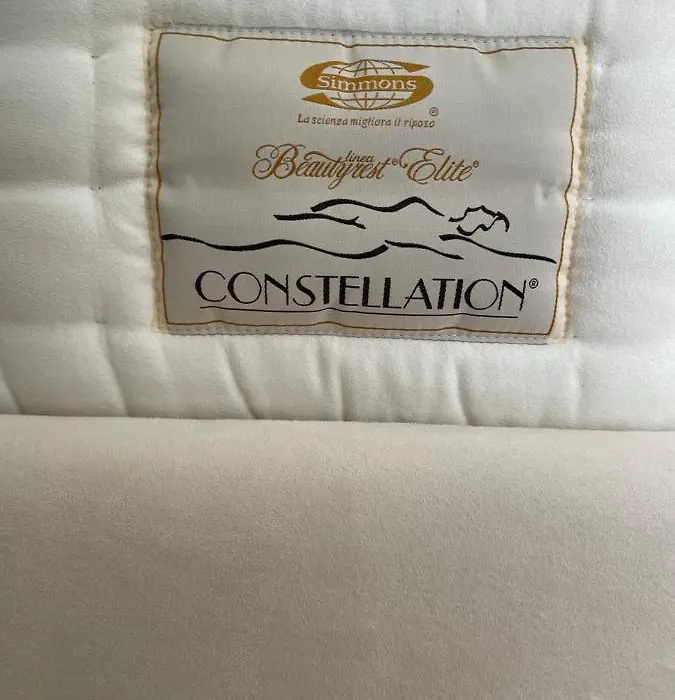 Simmons®
La scienza migliora il riposo
linea
Beautyrest® Elite®
CONSTELLATION®